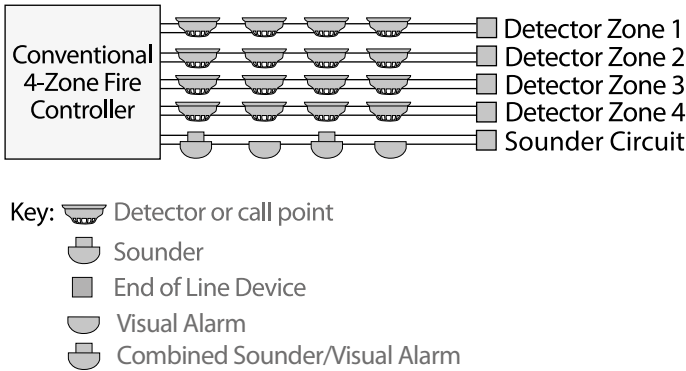 Conventional
4-Zone Fire
Controller
Detector Zone 1
Detector Zone 2
Detector Zone 3
Detector Zone 4
Sounder Circuit
Key:
Detector or call point
Sounder
End of Line Device
Visual Alarm
Combined Sounder/Visual Alarm